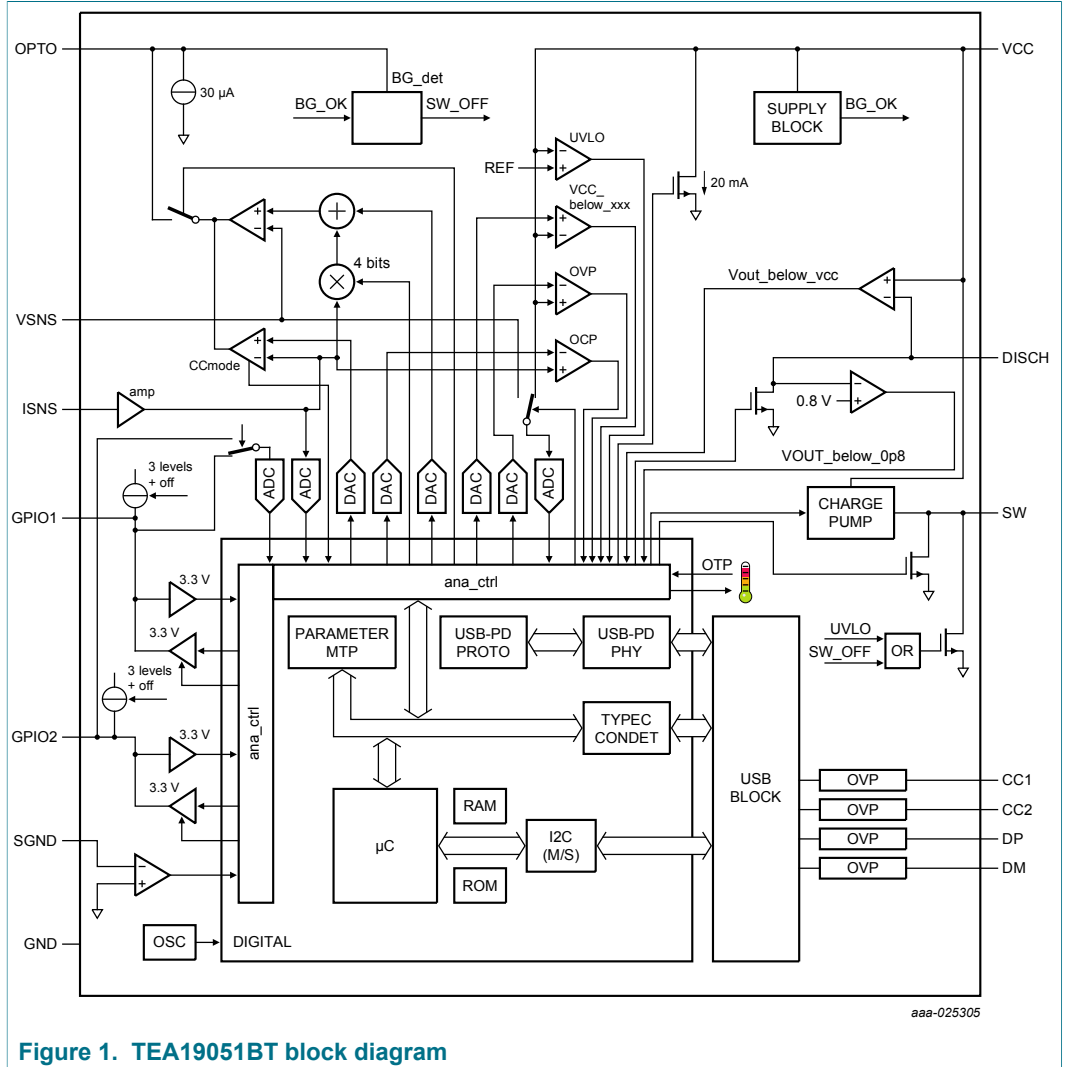 OPTO
VCC
30 µA
BG_det
BG_OK
SW_OFF
SUPPLY
BLOCK
BG_OK
UVLO
REF
20 mA
VCC_
below_xxx
4 bits
OVP
Vout_below_vcc
VSNS
OCP
CCmode
DISCH
amp
0.8 V
ISNS
VOUT_below_0p8
3 levels
+ off
ADC
ADC
DAC
DAC
DAC
DAC
DAC
ADC
GPIO1
CHARGE
PUMP
SW
OTP
ana_ctrl
3.3 V
3.3 V
PARAMETER
MTP
USB-PD
PROTO
USB-PD
PHY
UVLO
SW_OFF
OR
3 levels
+ off
ana_ctrl
TYPEC
CONDET
GPIO2
3.3 V
3.3 V
USB
BLOCK
OVP
CC1
OVP
CC2
OVP
DP
OVP
DM
RAM
µC
I2C
(M/S)
ROM
SGND
GND
OSC
DIGITAL
aaa-025305
Figure 1. TEA19051BT block diagram